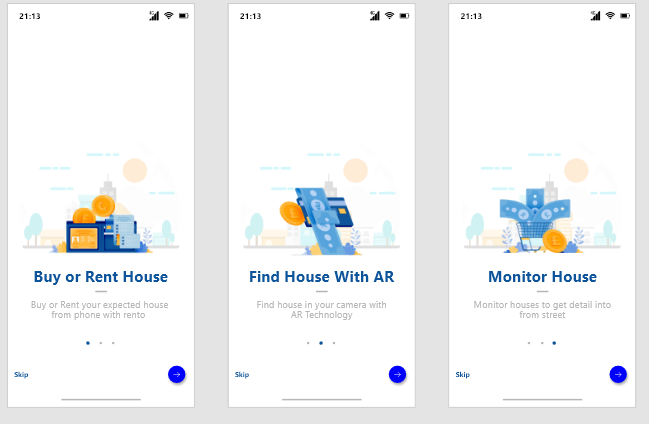 21:13
Buy or Rent House
Buy or Rent your expected house
from phone with rento
Skip
21:13
Find House With AR
Find house in your camera with
AR Technology
Skip
21:13
Monitor House
Monitor houses to get detail into
from street
Skip